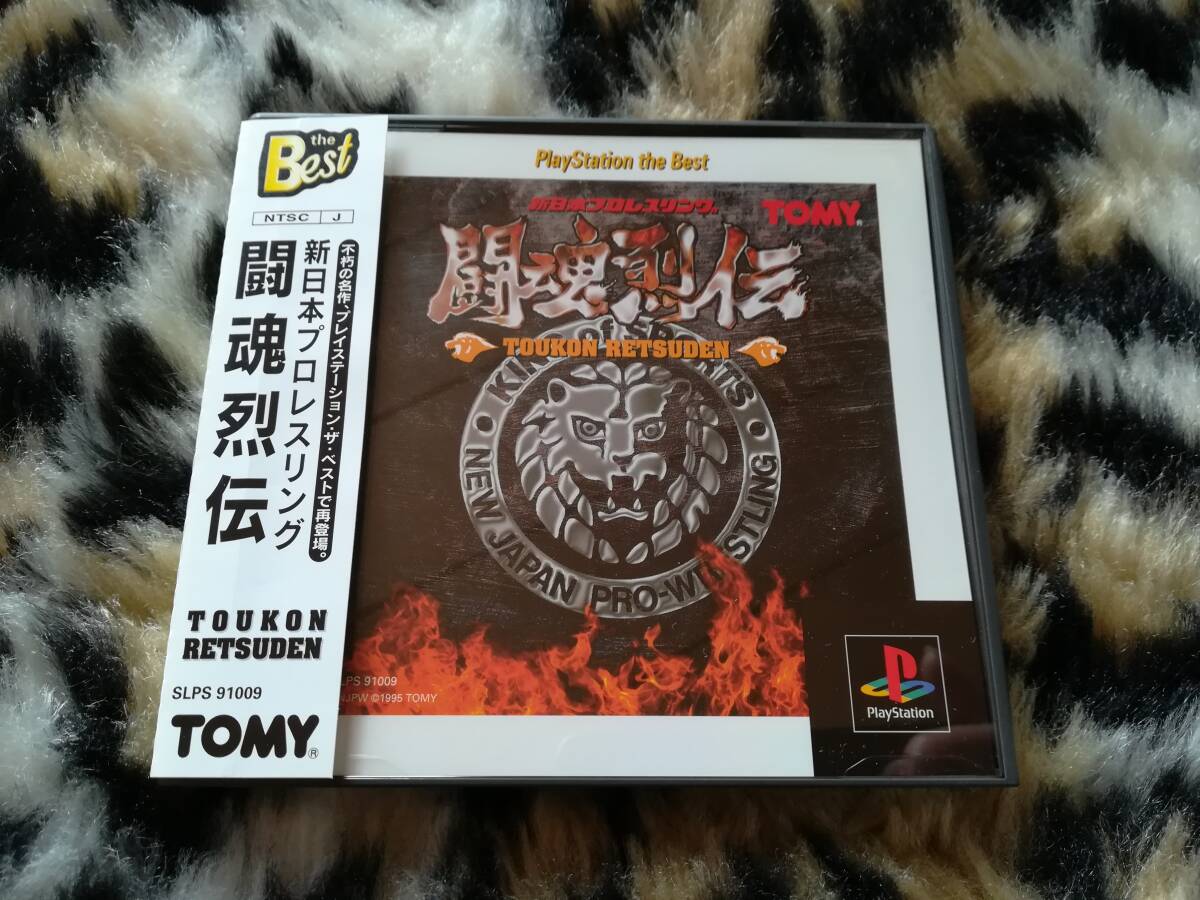 the
Best
NTSC J
不朽の名作、プレイステーション・ザ・ベストで再登場。
新日本プロレスリング
闘魂烈伝
TOUKON
RETSUDEN
SLPS 91009
TOMY®
PlayStation the Best
新日本プロレスリング®
TOMY®
闘魂烈伝
TOUKON RETSUDEN
KING of SPORTS
NEW JAPAN PRO-WRESTLING
SLPS 91009
NJPW ©1995 TOMY
PlayStation